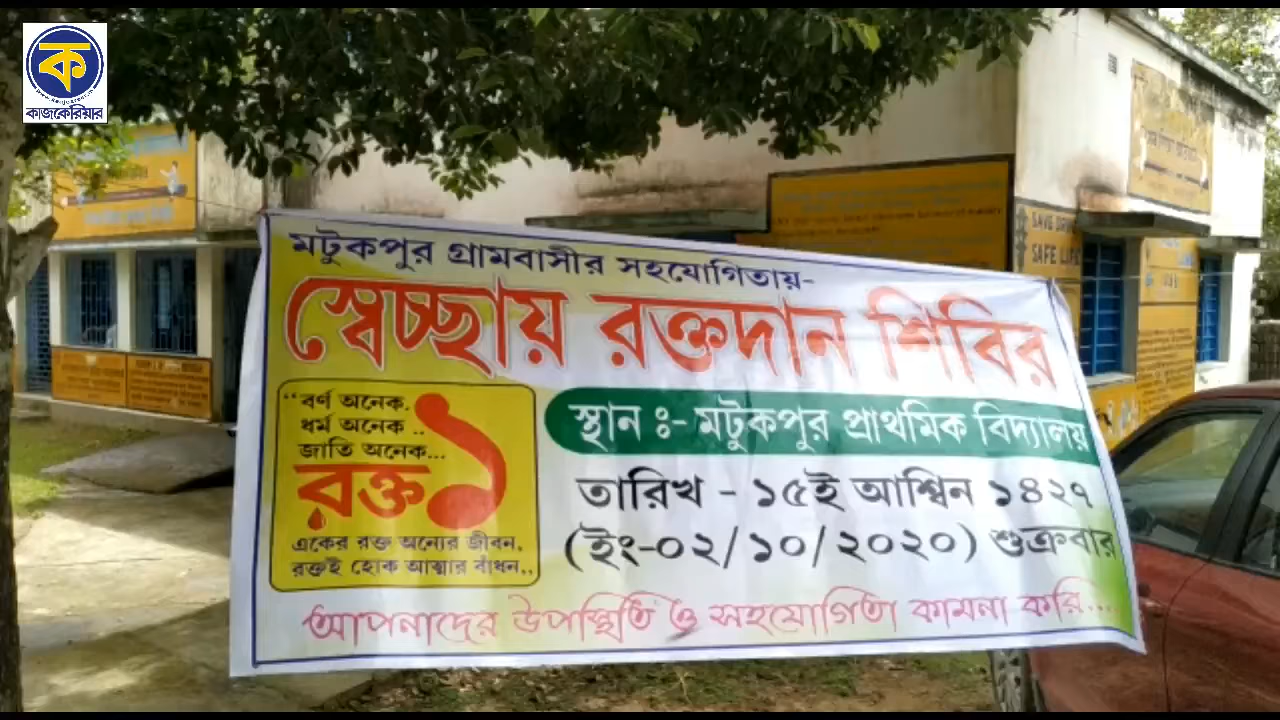 ক
কাজকেরিয়ার
SAFE LIFE
মটুকপুর গ্রামবাসীর সহযোগিতায়-
স্বেচ্ছায় রক্তদান শিবির
"বর্ণ অনেক.
ধর্ম অনেক ..
জাতি অনেক...
রক্ত ১
একের রক্ত অন্যের জীবন.
রক্তই হোক আত্মার বাঁধন..
স্থান ঃ- মটুকপুর প্রাথমিক বিদ্যালয়
তারিখ - ১৫ই আশ্বিন ১৪২৭
(ইং-০২/১০/২০২০) শুক্রবার
আপনাদের উপস্থিতি ও সহযোগিতা কামনা করি...